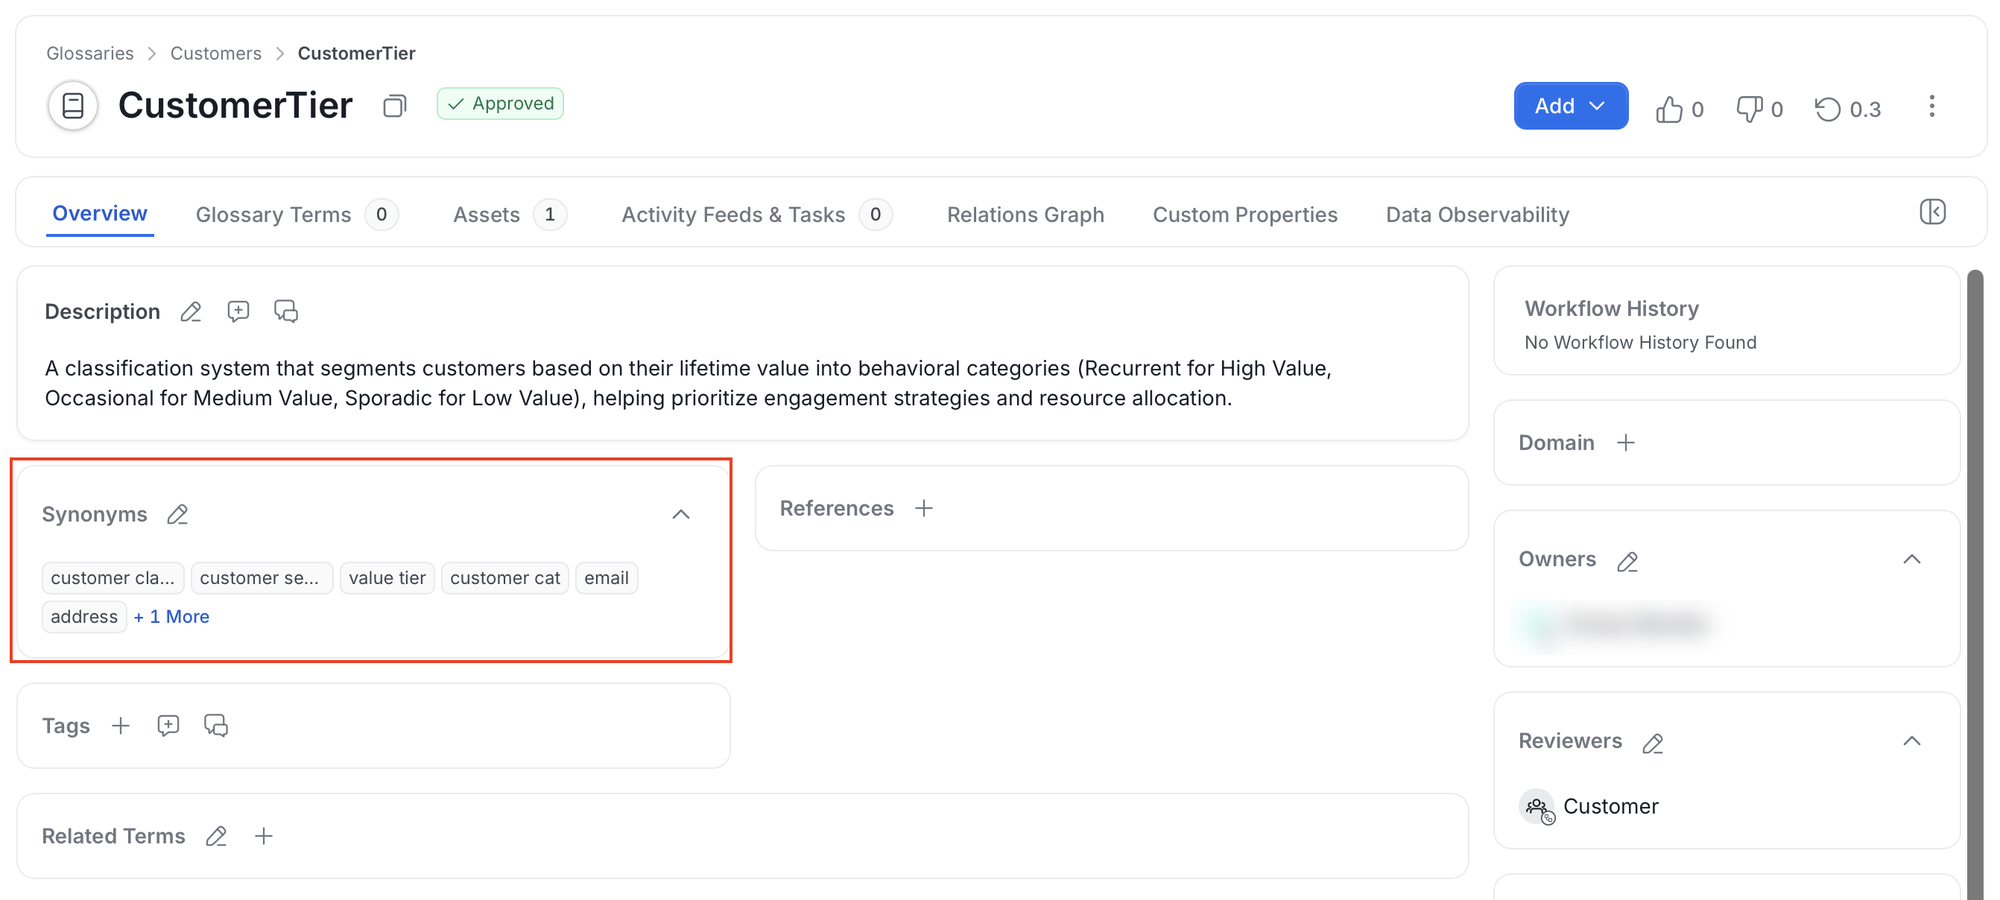 Glossaries > Customers > CustomerTier
CustomerTier Approved
Add 0 0 0.3
Overview Glossary Terms 0 Assets 1 Activity Feeds & Tasks 0 Relations Graph Custom Properties Data Observability
Description
A classification system that segments customers based on their lifetime value into behavioral categories (Recurrent for High Value,
Occasional for Medium Value, Sporadic for Low Value), helping prioritize engagement strategies and resource allocation.
Synonyms
customer cla... customer se... value tier customer cat email
address + 1 More
References
Tags
Related Terms
Workflow History
No Workflow History Found
Domain
Owners
Reviewers
Customer